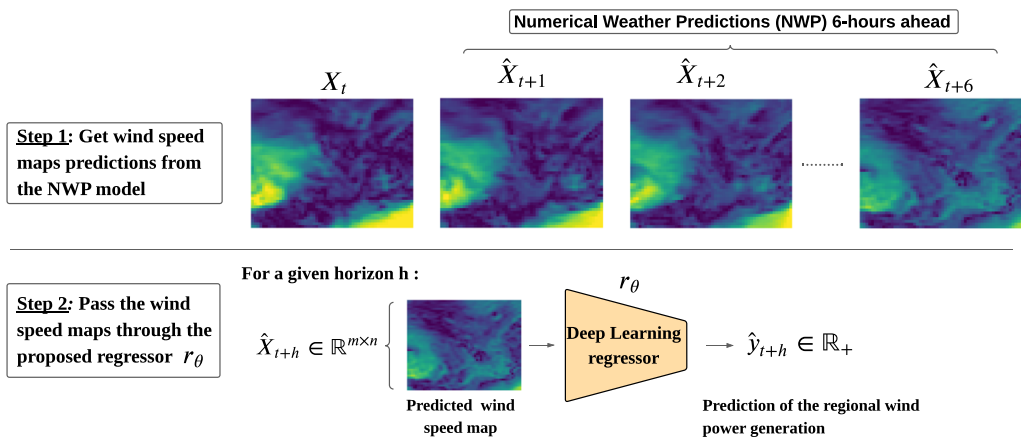 Numerical Weather Predictions (NWP) 6-hours ahead
X_t
X̂_{t+1}
X̂_{t+2}
X̂_{t+6}
Step 1: Get wind speed
maps predictions from
the NWP model
For a given horizon h :
Step 2: Pass the wind
speed maps through the
proposed regressor r_θ
X̂_{t+h} ∈ ℝ^{m×n}
r_θ
Deep Learning
regressor
ŷ_{t+h} ∈ ℝ_+
Predicted wind
speed map
Prediction of the regional wind
power generation